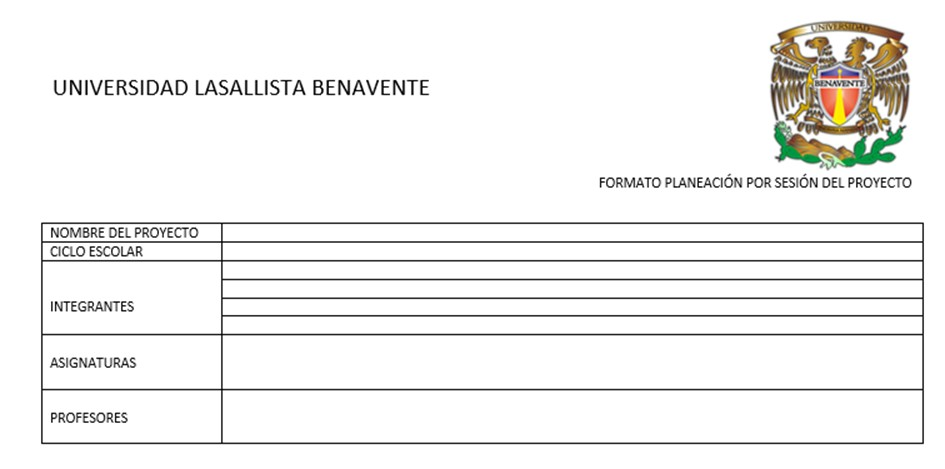 UNIVERSIDAD
BENAVENTE
UNIVERSIDAD LASALLISTA BENAVENTE
FORMATO PLANEACIÓN POR SESIÓN DEL PROYECTO
NOMBRE DEL PROYECTO
CICLO ESCOLAR
INTEGRANTES
ASIGNATURAS
PROFESORES